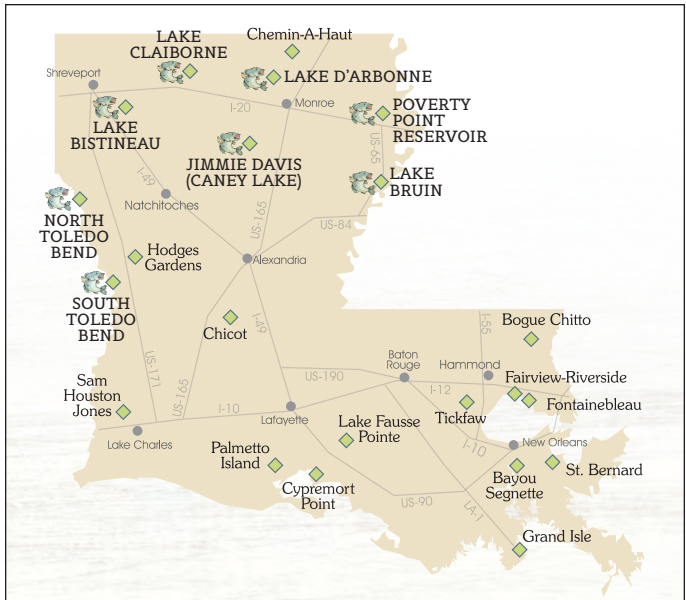 Chemin-A-Haut
LAKE
CLAIBORNE
Shreveport
LAKE D'ARBONNE
I-20
Monroe
POVERTY
POINT
RESERVOIR
LAKE
BISTINEAU
US-65
JIMMIE DAVIS
(CANEY LAKE)
I-49
LAKE
BRUIN
Natchitoches
US-165
US-84
NORTH
TOLEDO
BEND
Hodges
Gardens
Alexandria
SOUTH
TOLEDO
BEND
Chicot
I-49
I-55
Bogue Chitto
US-171
US-165
US-190
Baton
Rouge
Hammond
I-12
Fairview-Riverside
Fontainebleau
Sam
Houston
Jones
I-10
Lafayette
Tickfaw
Lake Charles
Lake Fausse
Pointe
I-10
New Orleans
Palmetto
Island
Cypremort
Point
Bayou
Segnette
St. Bernard
US-90
LA-1
Grand Isle